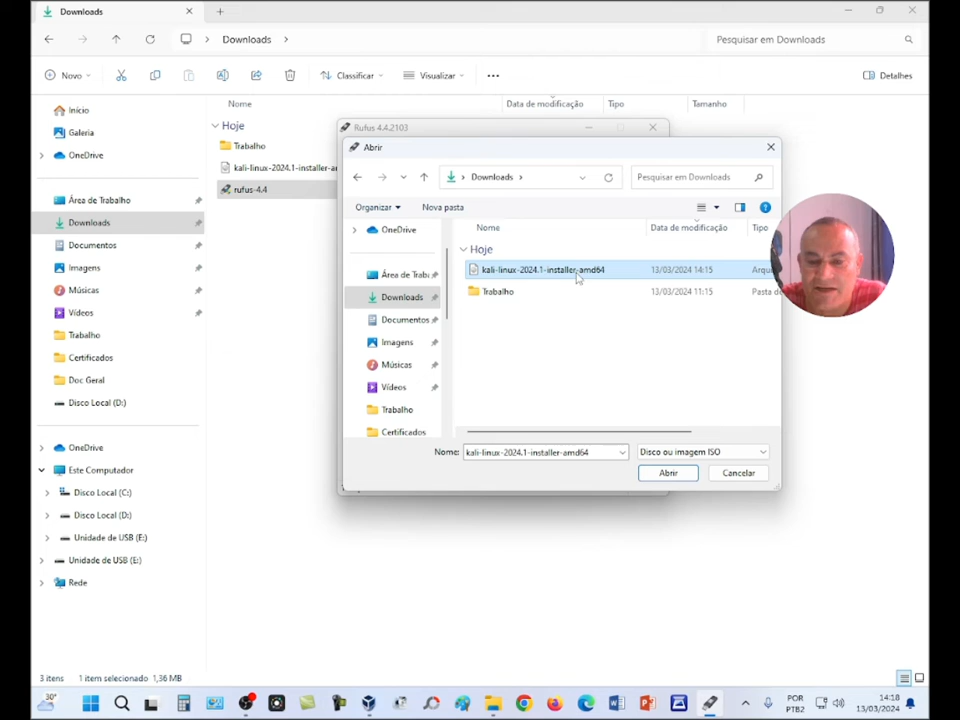 Downloads
Downloads
Pesquisar em Downloads
Novo
Classificar
Visualizar
Detalhes
Início
Galeria
OneDrive
Área de Trabalho
Downloads
Documentos
Imagens
Músicas
Vídeos
Trabalho
Certificados
Doc Geral
Disco Local (D:)
OneDrive
Este Computador
Disco Local (C:)
Disco Local (D:)
Unidade de USB (E:)
Unidade de USB (E:)
Rede
Nome
Data de modificação
Tipo
Tamanho
Hoje
Trabalho
kali-linux-2024.1-installer-am
rufus-4.4
Rufus 4.4.2103
Abrir
Downloads
Pesquisar em Downloads
Organizar
Nova pasta
OneDrive
Área de Traba
Downloads
Documentos
Imagens
Músicas
Vídeos
Trabalho
Certificados
Nome
Data de modificação
Tipo
Hoje
kali-linux-2024.1-installer-amd64
13/03/2024 14:15
Arqu
Trabalho
13/03/2024 11:15
Pasta de
Nome:
kali-linux-2024.1-installer-amd64
Disco ou imagem ISO
Abrir
Cancelar
3 itens
1 item selecionado 1,36 MB
30°
POR
PTB2
14:18
13/03/2024